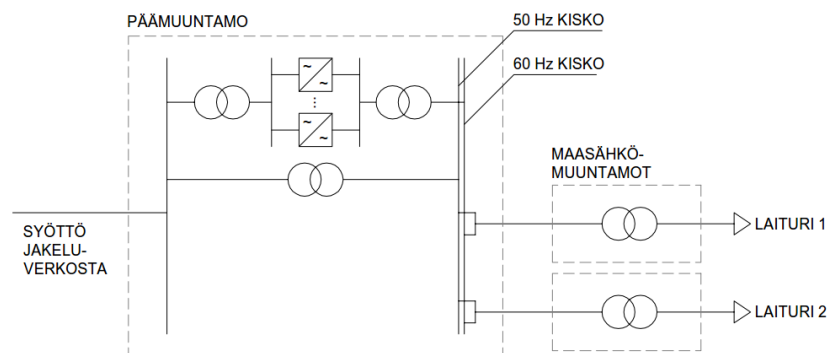 PÄÄMUUNTAMO
50 Hz KISKO
60 Hz KISKO
MAASÄHKÖ-
MUUNTAMOT
SYÖTTÖ
JAKELU-
VERKOSTA
LAITURI 1
LAITURI 2